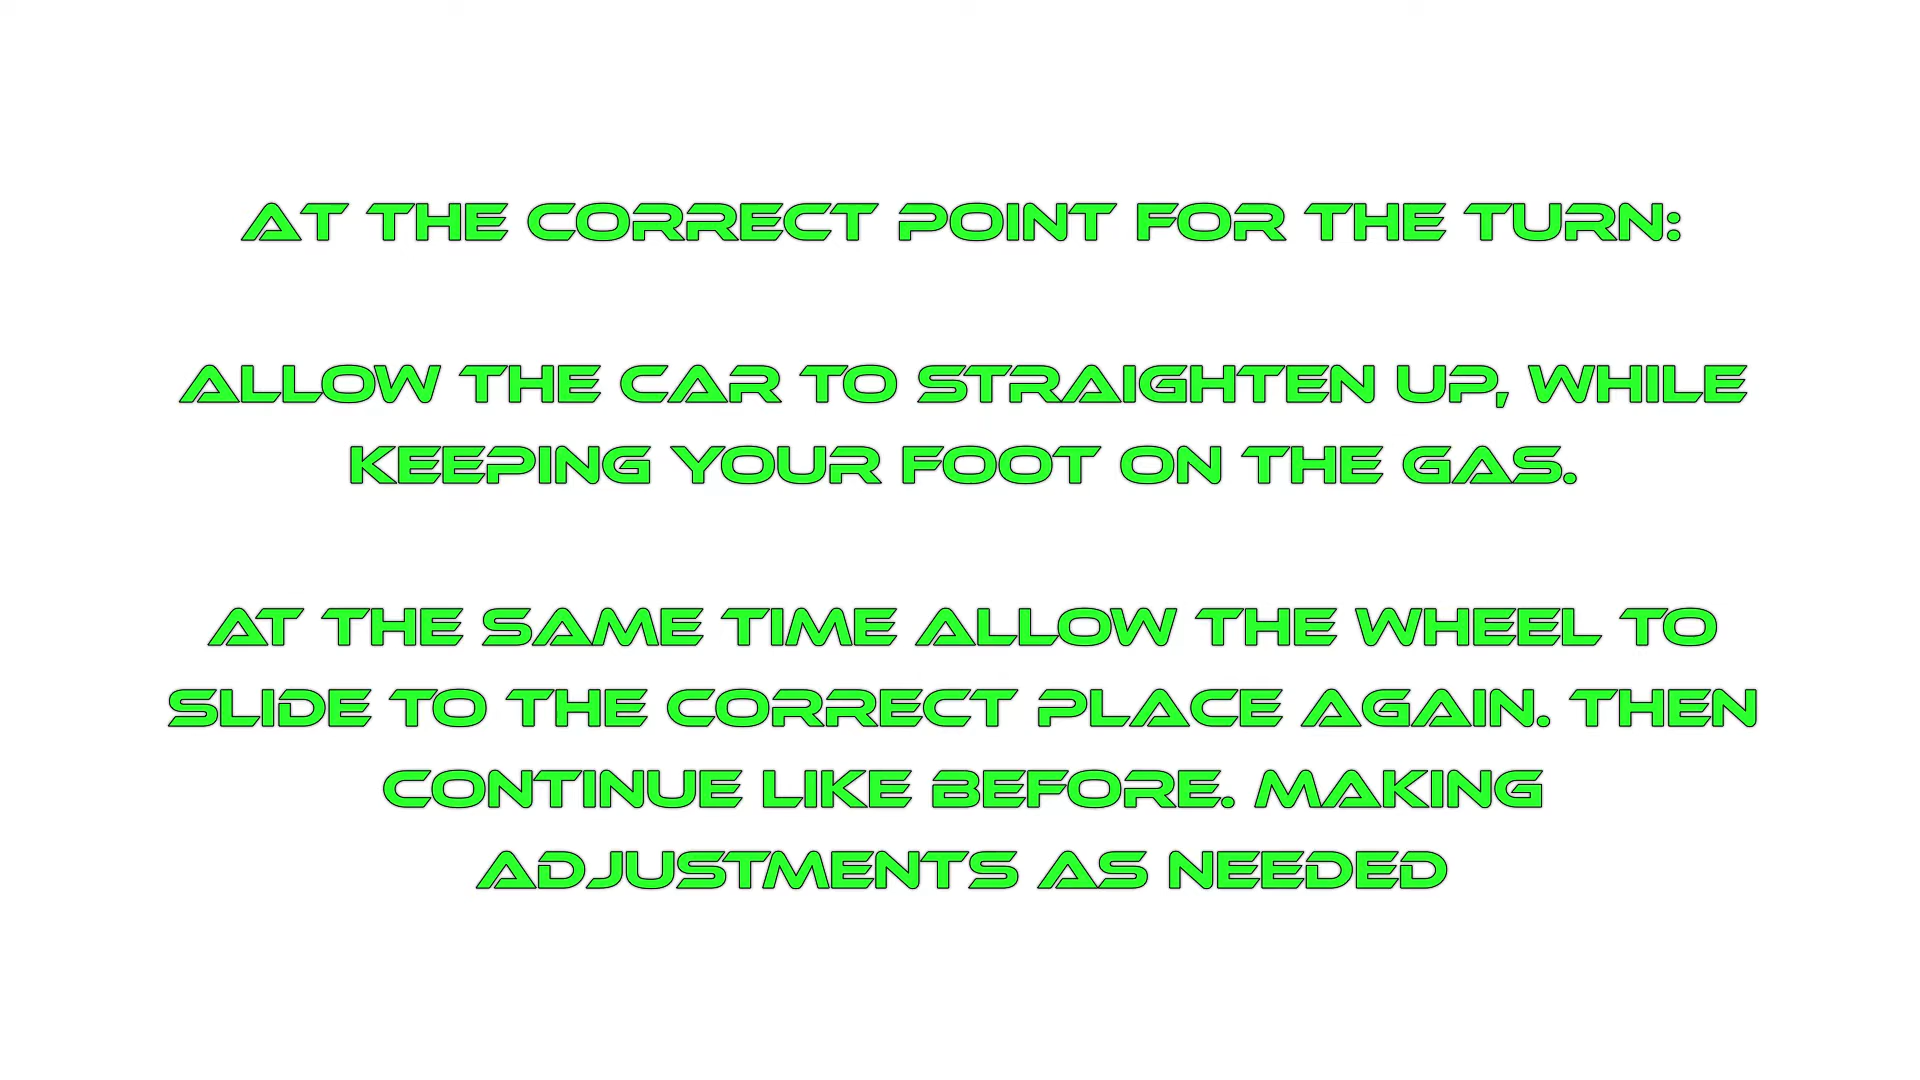 AT THE CORRECT POINT FOR THE TURN:
ALLOW THE CAR TO STRAIGHTEN UP, WHILE
KEEPING YOUR FOOT ON THE GAS.
AT THE SAME TIME ALLOW THE WHEEL TO
SLIDE TO THE CORRECT PLACE AGAIN. THEN
CONTINUE LIKE BEFORE. MAKING
ADJUSTMENTS AS NEEDED